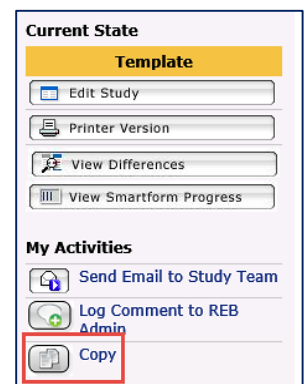 Current State
Template
Edit Study
Printer Version
View Differences
View Smartform Progress
My Activities
Send Email to Study Team
Log Comment to REB
Admin
Copy